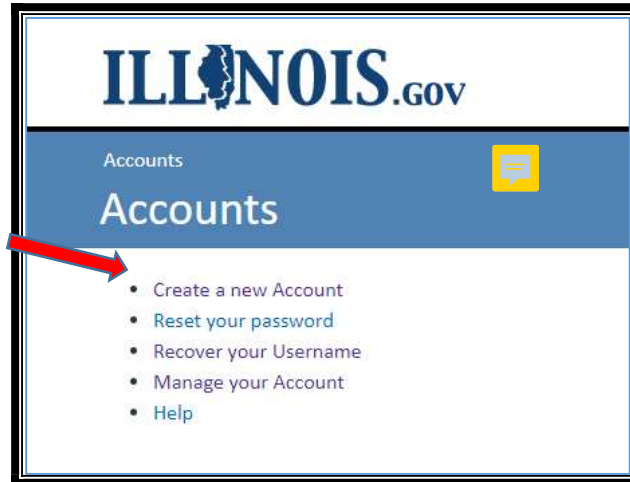 ILLINOIS.GOV
Accounts
Accounts
Create a new Account
Reset your password
Recover your Username
Manage your Account
Help